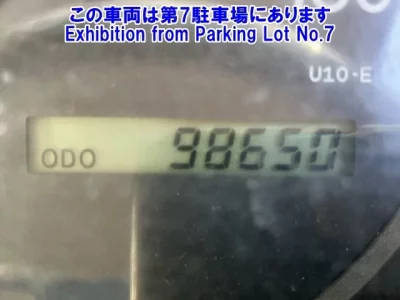 この車両は第7駐車場にあります
Exhibition from Parking Lot No.7
U10-E
ODO 98650